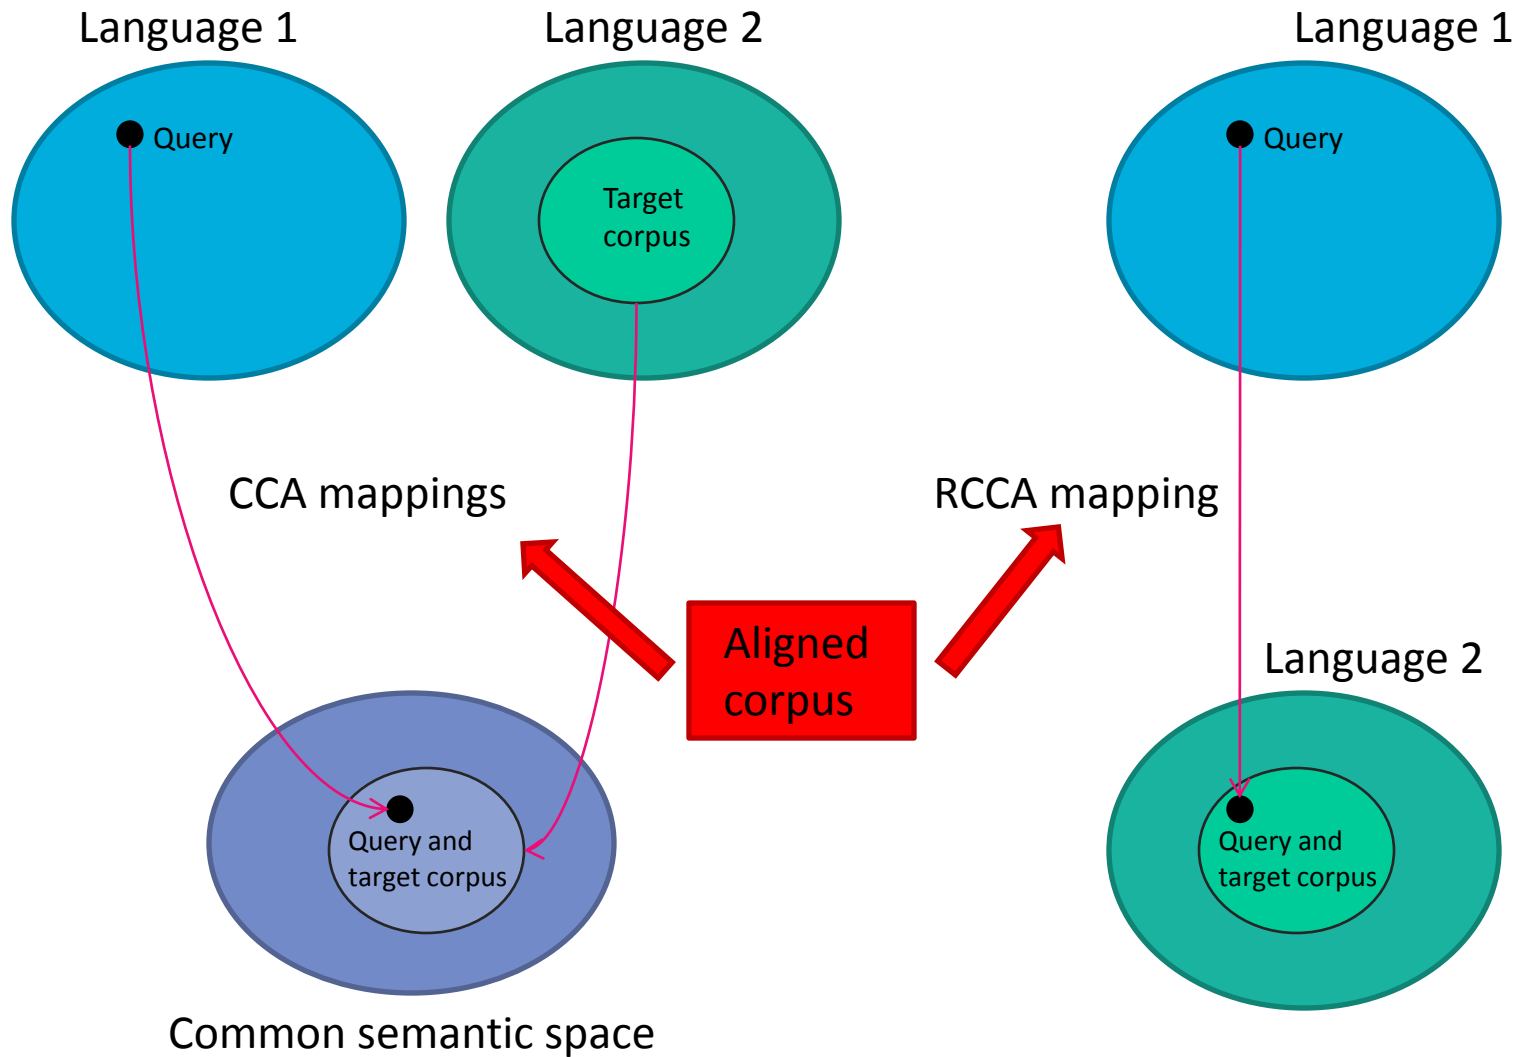 Language 1
Language 2
Language 1
Query
Target
corpus
Query
CCA mappings
RCCA mapping
Aligned
corpus
Language 2
Query and
target corpus
Query and
target corpus
Common semantic space